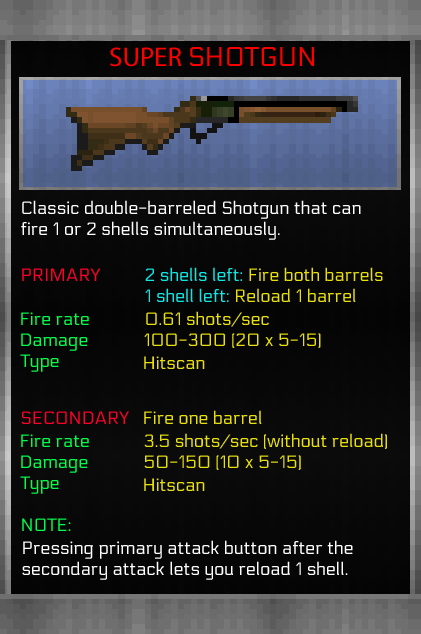 SUPER SHOTGUN
Classic double-barreled Shotgun that can
fire 1 or 2 shells simultaneously.
PRIMARY 2 shells left: Fire both barrels
1 shell left: Reload 1 barrel
Fire rate 0.61 shots/sec
Damage 100-300 (20 x 5-15)
Type Hitscan
SECONDARY Fire one barrel
Fire rate 3.5 shots/sec (without reload)
Damage 50-150 (10 x 5-15)
Type Hitscan
NOTE:
Pressing primary attack button after the
secondary attack lets you reload 1 shell.